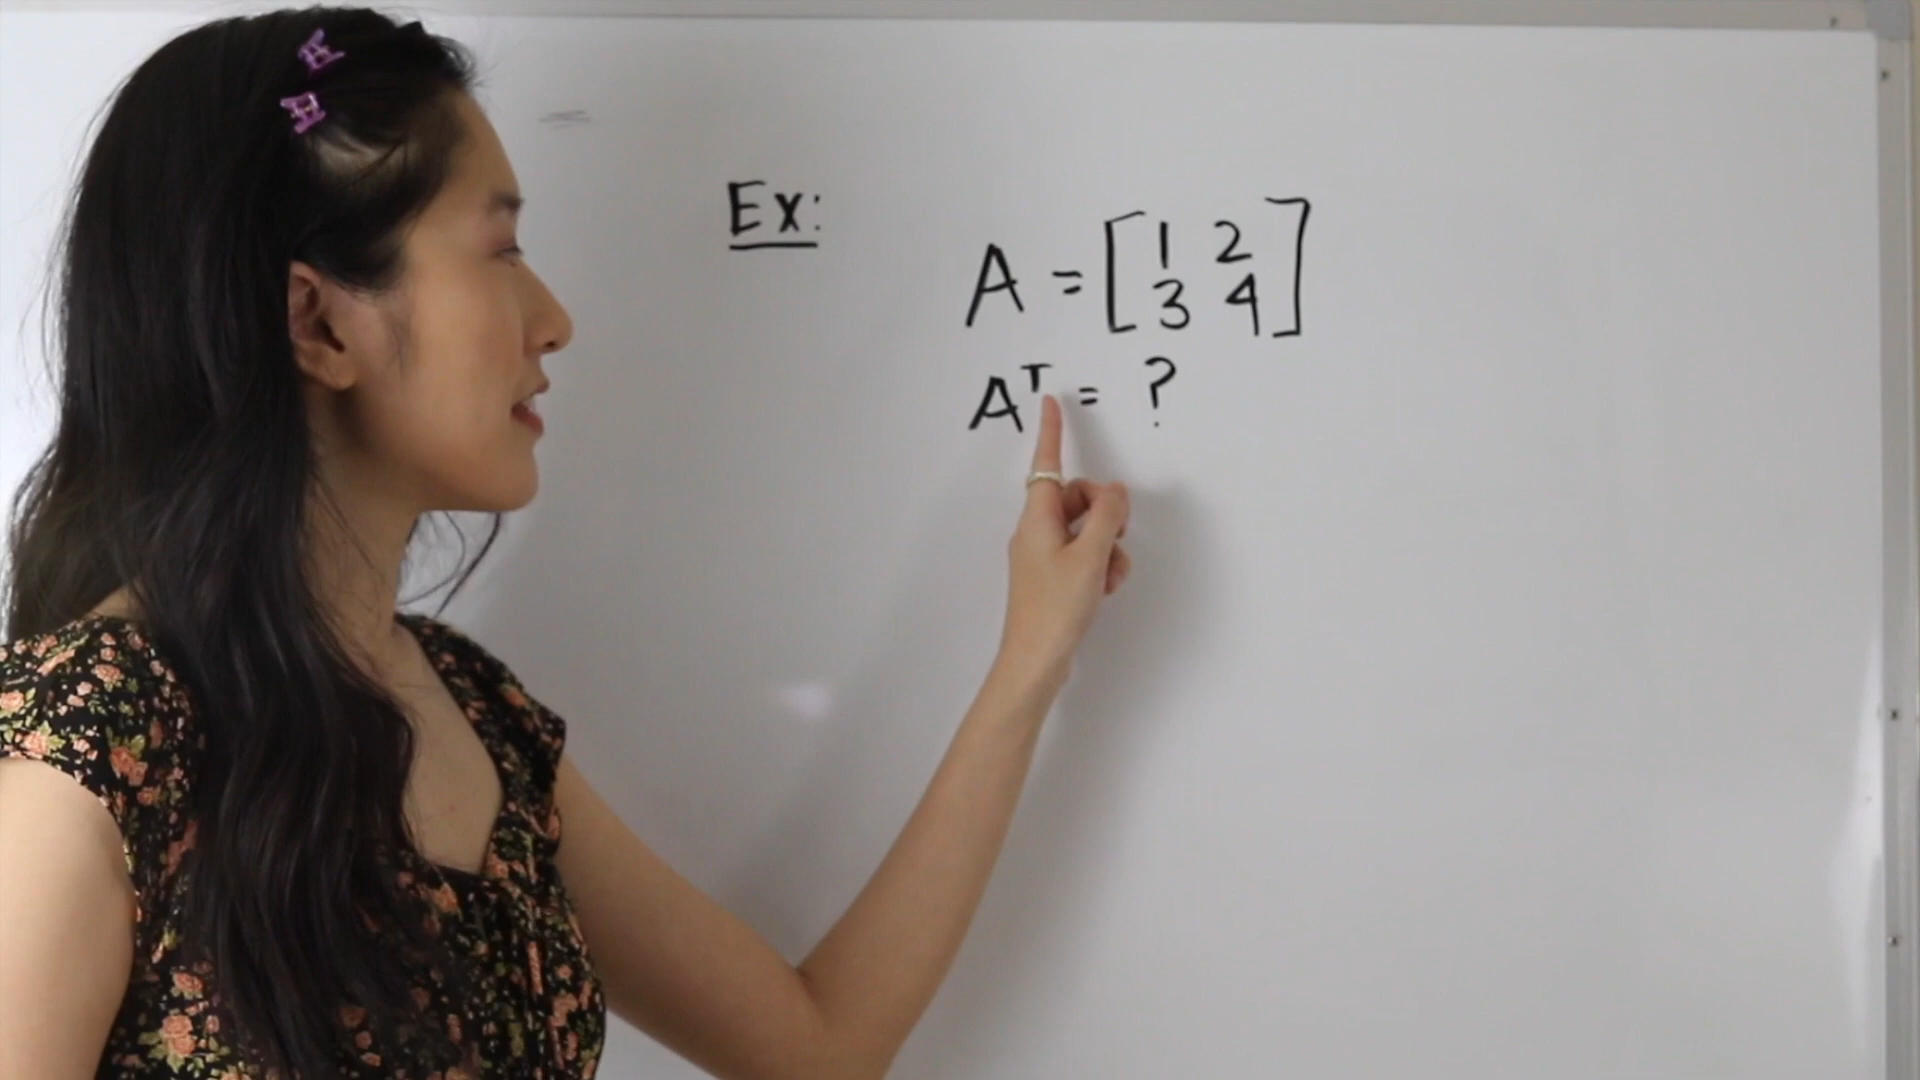 Ex:
A = [1 2
3 4]
Aᵀ = ?